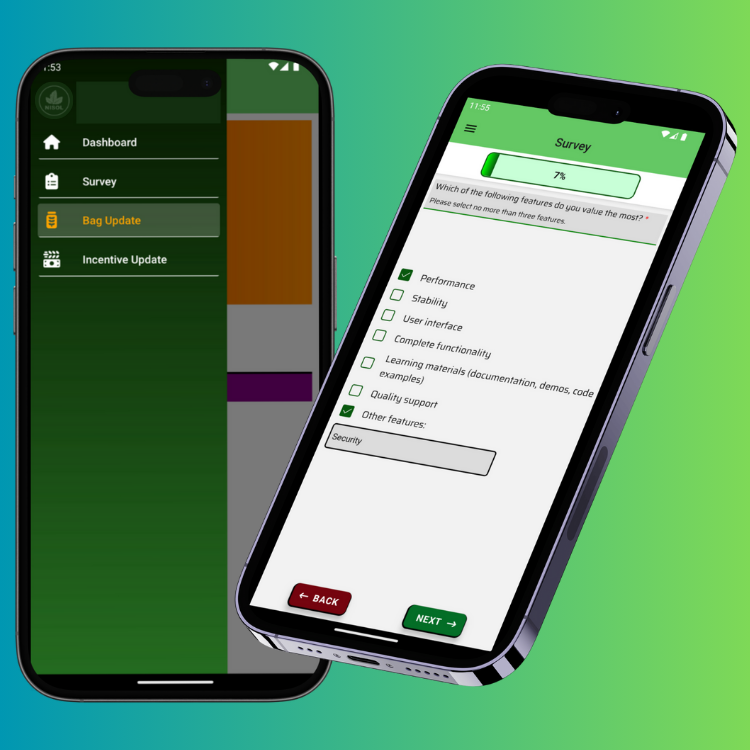 1:53
Dashboard
Survey
Bag Update
Incentive Update
11:55
Survey
7%
Which of the following features do you value the most? *
Please select no more than three features.
Performance
Stability
User interface
Complete functionality
Learning materials (documentation, demos, code
examples)
Quality support
Other features:
Security
← BACK
NEXT →